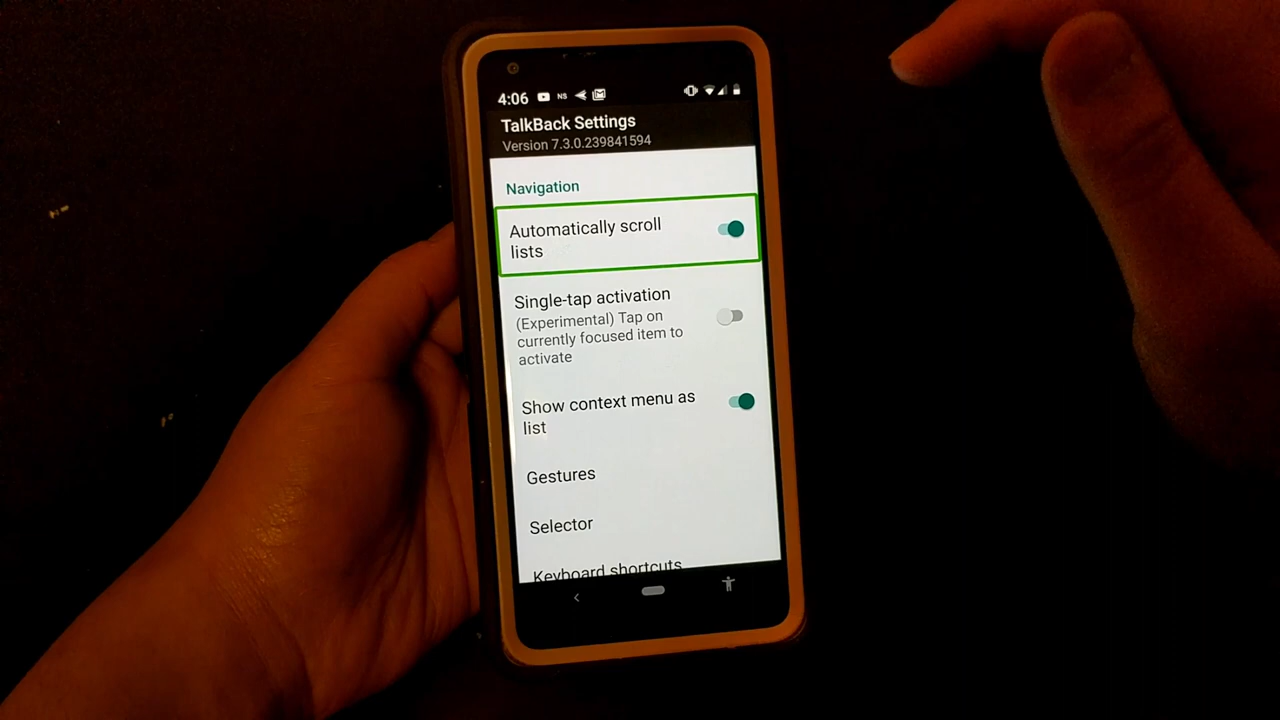 4:06 NS
TalkBack Settings
Version 7.3.0.239841594
Navigation
Automatically scroll
lists
Single-tap activation
(Experimental) Tap on
currently focused item to
activate
Show context menu as
list
Gestures
Selector
Keyboard shortcuts